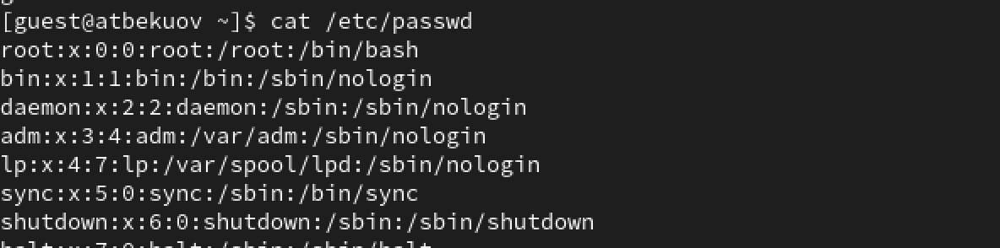 [guest@atbekuov ~]$ cat /etc/passwd
root:x:0:0:root:/root:/bin/bash
bin:x:1:1:bin:/bin:/sbin/nologin
daemon:x:2:2:daemon:/sbin:/sbin/nologin
adm:x:3:4:adm:/var/adm:/sbin/nologin
lp:x:4:7:lp:/var/spool/lpd:/sbin/nologin
sync:x:5:0:sync:/sbin:/bin/sync
shutdown:x:6:0:shutdown:/sbin:/sbin/shutdown